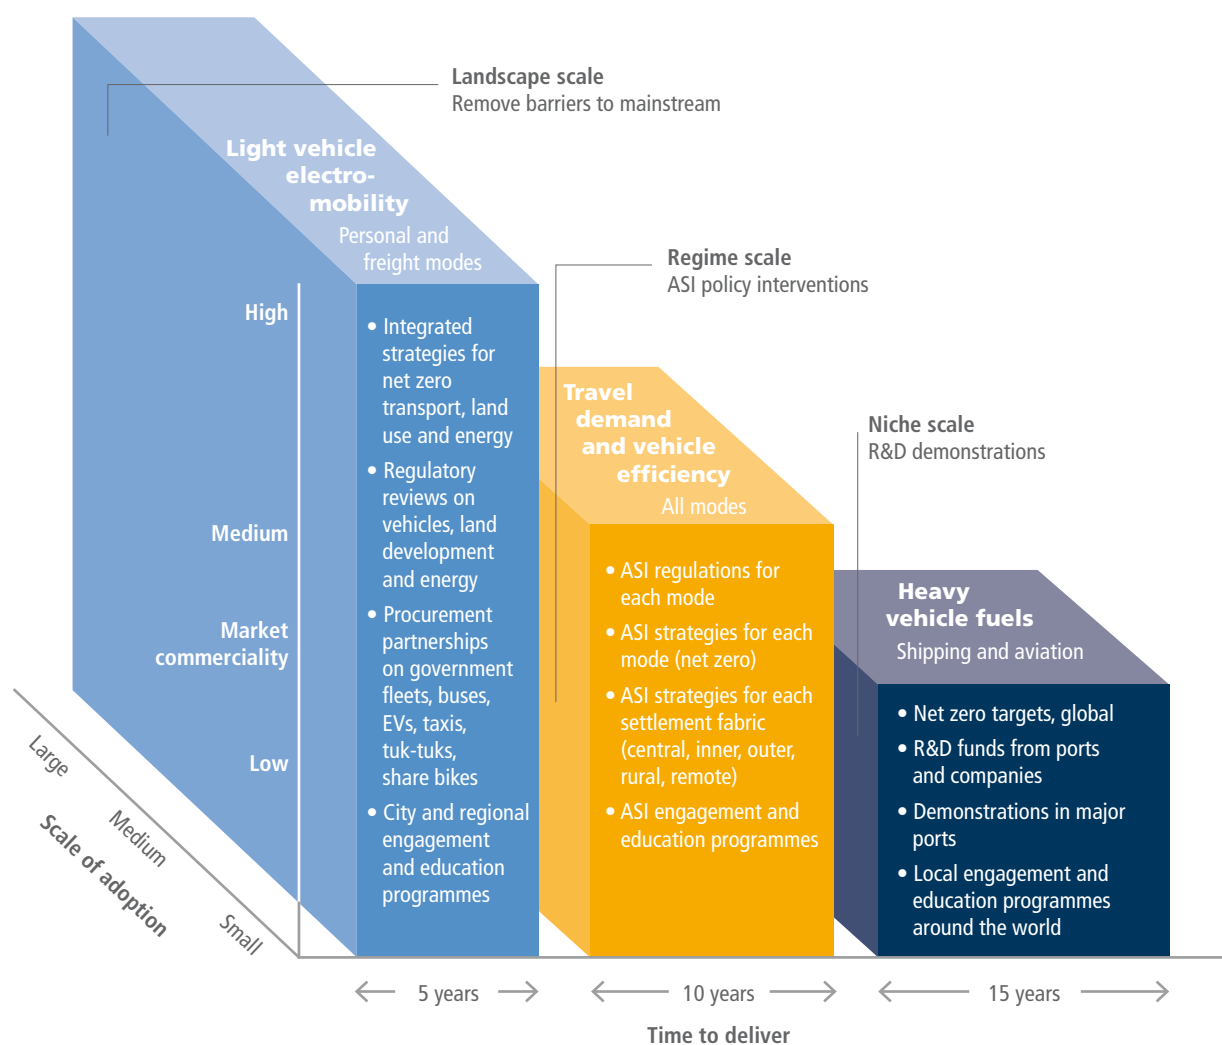 Landscape scale
Remove barriers to mainstream
Light vehicle
electro-
mobility
Personal and
freight modes
Regime scale
ASI policy interventions
Travel
demand
and vehicle
efficiency
All modes
Niche scale
R&D demonstrations
Heavy
vehicle fuels
Shipping and aviation
High
Medium
Market
commerciality
Low
• Integrated
strategies for
net zero
transport, land
use and energy
• Regulatory
reviews on
vehicles, land
development
and energy
• Procurement
partnerships
on government
fleets, buses,
EVs, taxis,
tuk-tuks,
share bikes
• City and regional
engagement
and education
programmes
• ASI regulations for
each mode
• ASI strategies for each
mode (net zero)
• ASI strategies for each
settlement fabric
(central, inner, outer,
rural, remote)
• ASI engagement and
education programmes
• Net zero targets, global
• R&D funds from ports
and companies
• Demonstrations in major
ports
• Local engagement and
education programmes
around the world
Large
Medium
Small
Scale of adoption
5 years
10 years
15 years
Time to deliver